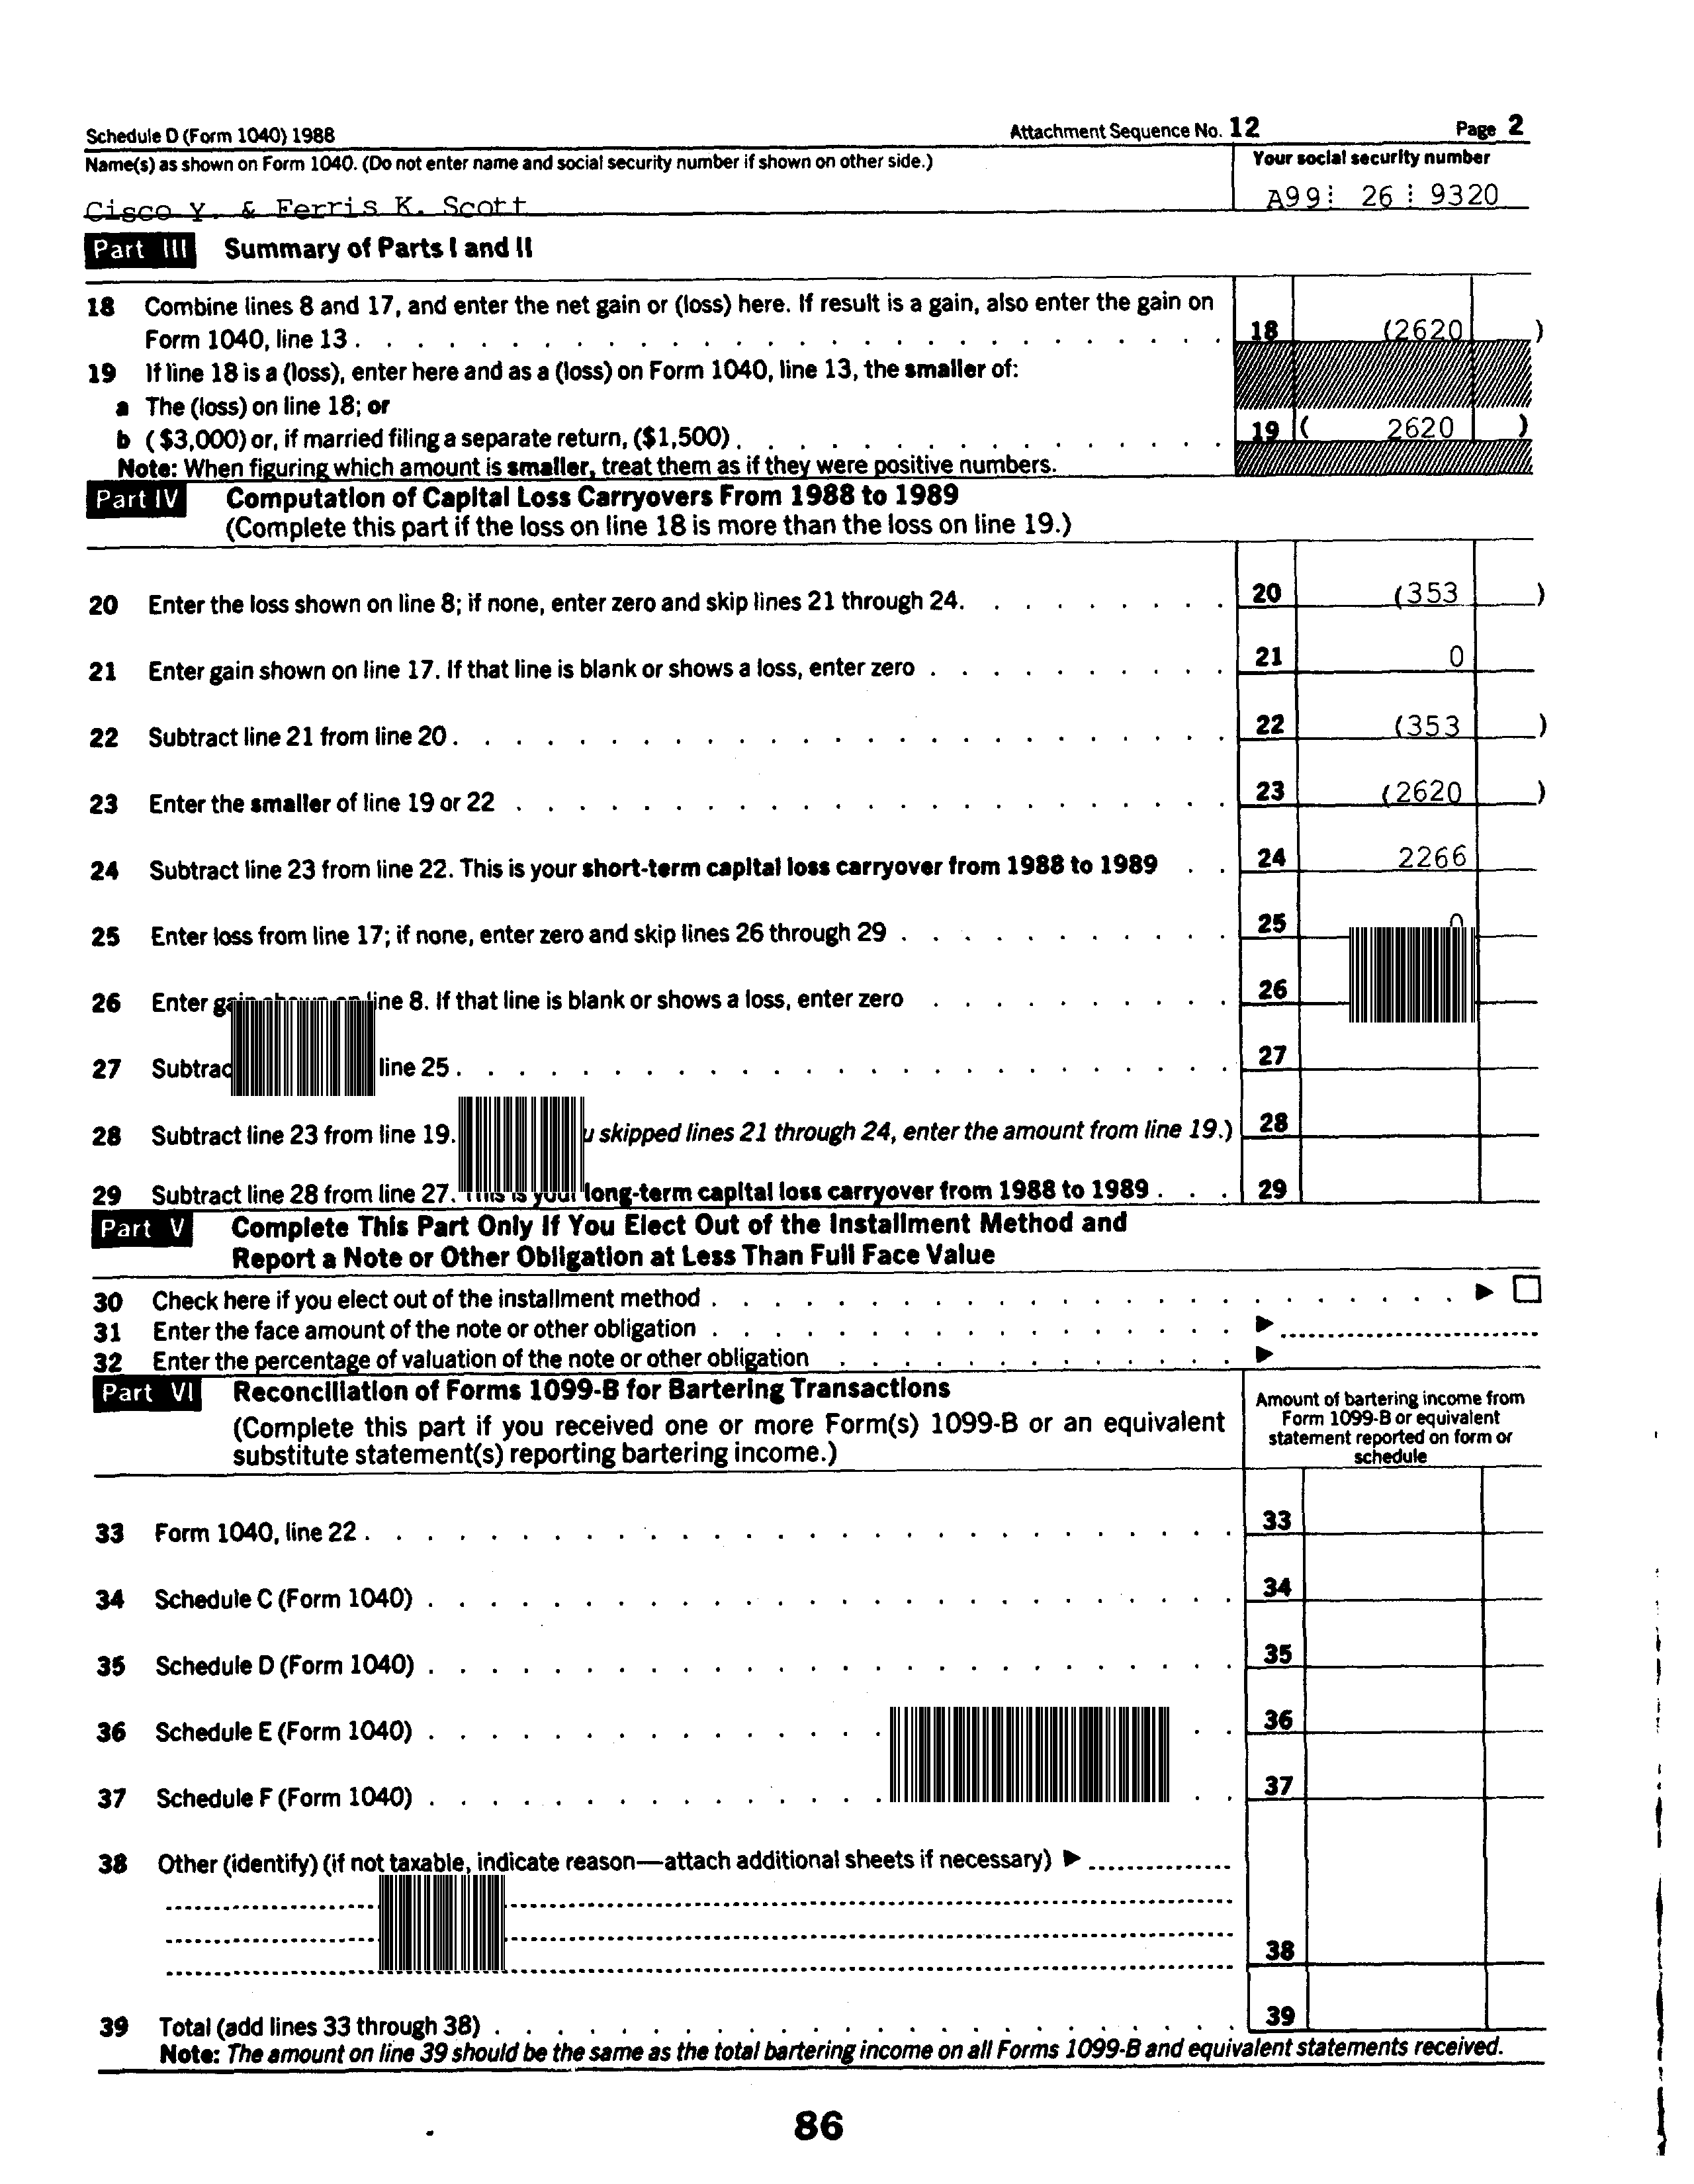 Schedule D (Form 1040) 1988 Attachment Sequence No. 12 Page 2
Name(s) as shown on Form 1040. (Do not enter name and social security number if shown on other side.) Your social security number
Cisco Y. & Ferris K. Scott A99 26 9320
Part III Summary of Parts I and II
18 Combine lines 8 and 17, and enter the net gain or (loss) here. If result is a gain, also enter the gain on
Form 1040, line 13 . 18 (2620 )
19 If line 18 is a (loss), enter here and as a (loss) on Form 1040, line 13, the smaller of:
a The (loss) on line 18; or
b ($3,000) or, if married filing a separate return, ($1,500) . 19 ( 2620 )
Note: When figuring which amount is smaller, treat them as if they were positive numbers.
Part IV Computation of Capital Loss Carryovers From 1988 to 1989
(Complete this part if the loss on line 18 is more than the loss on line 19.)
20 Enter the loss shown on line 8; if none, enter zero and skip lines 21 through 24. 20 (353 )
21 Enter gain shown on line 17. If that line is blank or shows a loss, enter zero . 21 0
22 Subtract line 21 from line 20 . 22 (353 )
23 Enter the smaller of line 19 or 22 . 23 (2620 )
24 Subtract line 23 from line 22. This is your short-term capital loss carryover from 1988 to 1989 . 24 2266
25 Enter loss from line 17; if none, enter zero and skip lines 26 through 29 . 25
26 Enter line 8. If that line is blank or shows a loss, enter zero . 26
27 line 25 . 27
28 Subtract line 23 from line 19. skipped lines 21 through 24, enter the amount from line 19.) 28
29 Subtract line 28 from line 27. This is your long-term capital loss carryover from 1988 to 1989 . 29
Part V Complete This Part Only If You Elect Out of the Installment Method and
Report a Note or Other Obligation at Less Than Full Face Value
30 Check here if you elect out of the installment method . ▶ ☐
31 Enter the face amount of the note or other obligation . ▶
32 Enter the percentage of valuation of the note or other obligation . ▶
Part VI Reconciliation of Forms 1099-B for Bartering Transactions
(Complete this part if you received one or more Form(s) 1099-B or an equivalent
substitute statement(s) reporting bartering income.)
Amount of bartering income from
Form 1099-B or equivalent
statement reported on form or
schedule
33 Form 1040, line 22 . 33
34 Schedule C (Form 1040) . 34
35 Schedule D (Form 1040) . 35
36 Schedule E (Form 1040) . 36
37 Schedule F (Form 1040) . 37
38 Other (identify) (if not taxable, indicate reason—attach additional sheets if necessary) ▶
38
39 Total (add lines 33 through 38) . 39
Note: The amount on line 39 should be the same as the total bartering income on all Forms 1099-B and equivalent statements received.
86